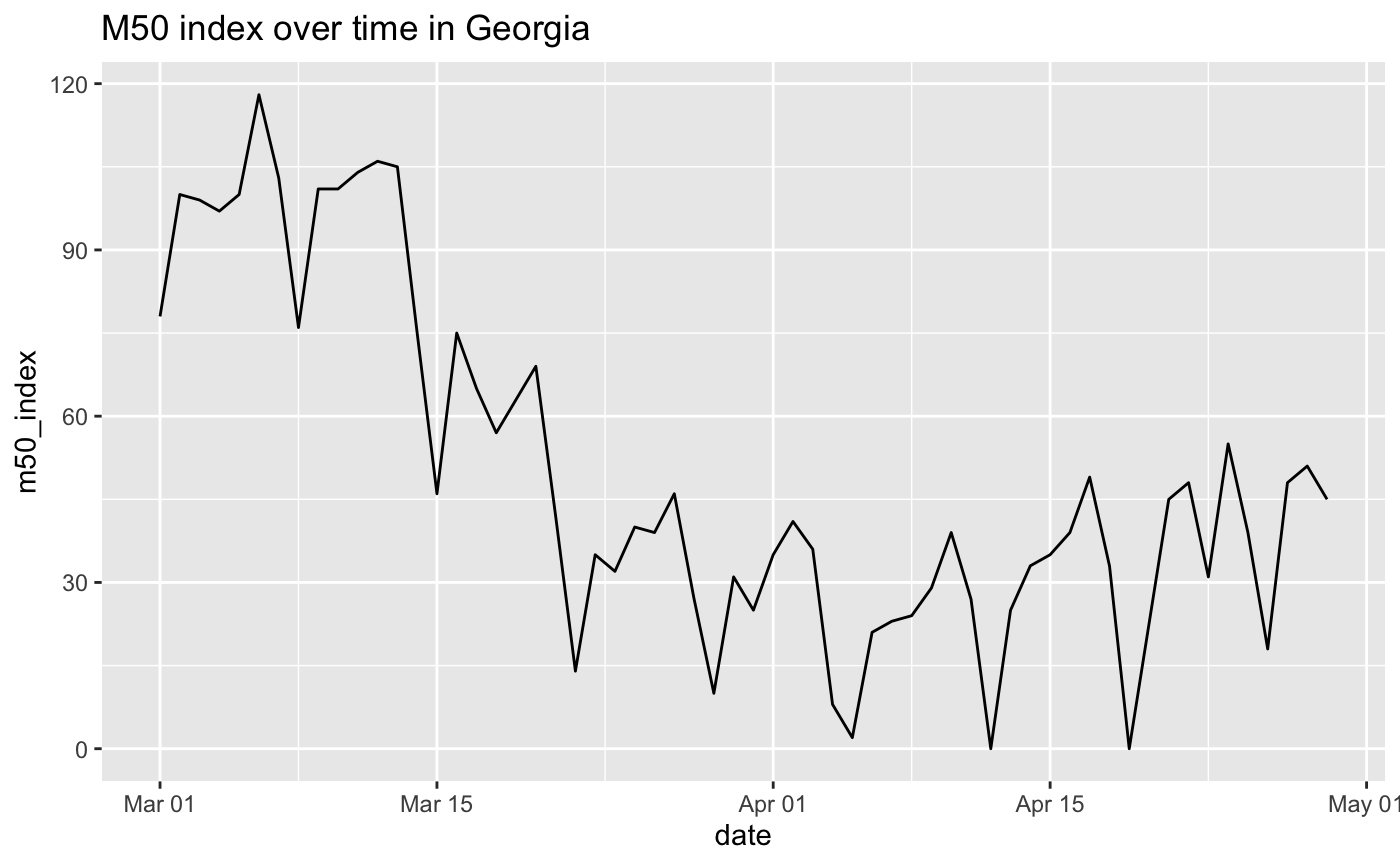 M50 index over time in Georgia
120
90
60
30
0
m50_index
Mar 01
Mar 15
Apr 01
Apr 15
May 01
date